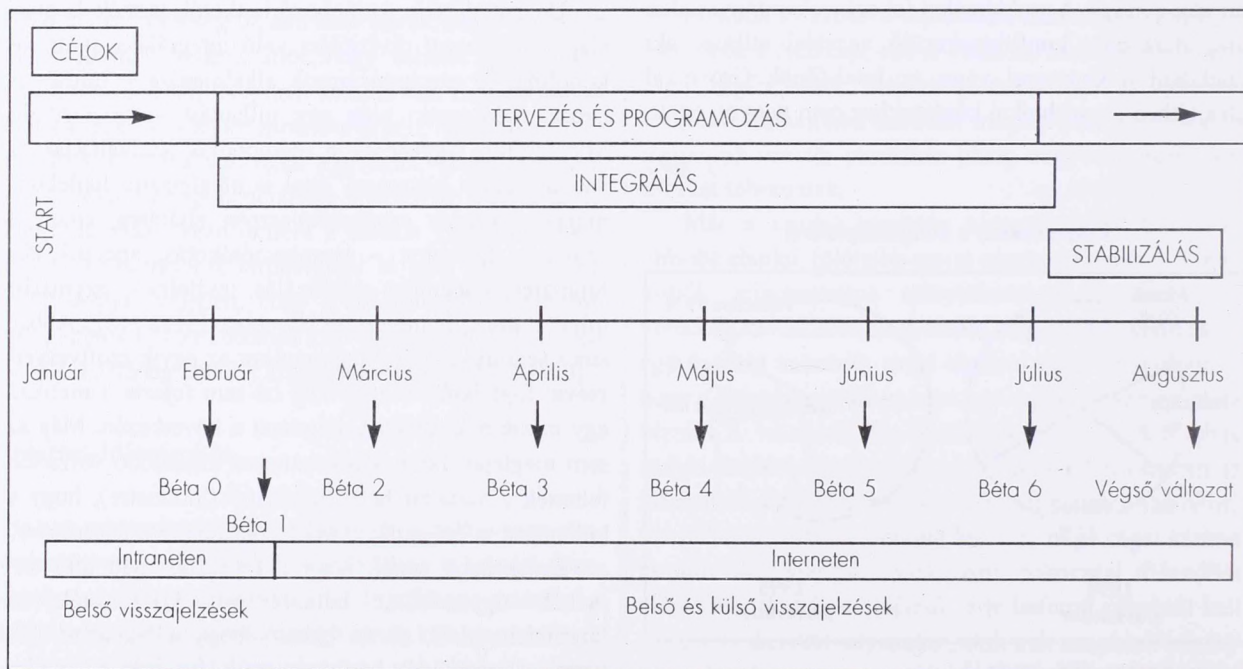 CÉLOK
TERVEZÉS ÉS PROGRAMOZÁS
INTEGRÁLÁS
START
STABILIZÁLÁS
Január Február Március Április Május Június Július Augusztus
Béta 0 Béta 2 Béta 3 Béta 4 Béta 5 Béta 6 Végső változat
Béta 1
Intraneten Interneten
Belső visszajelzések Belső és külső visszajelzések